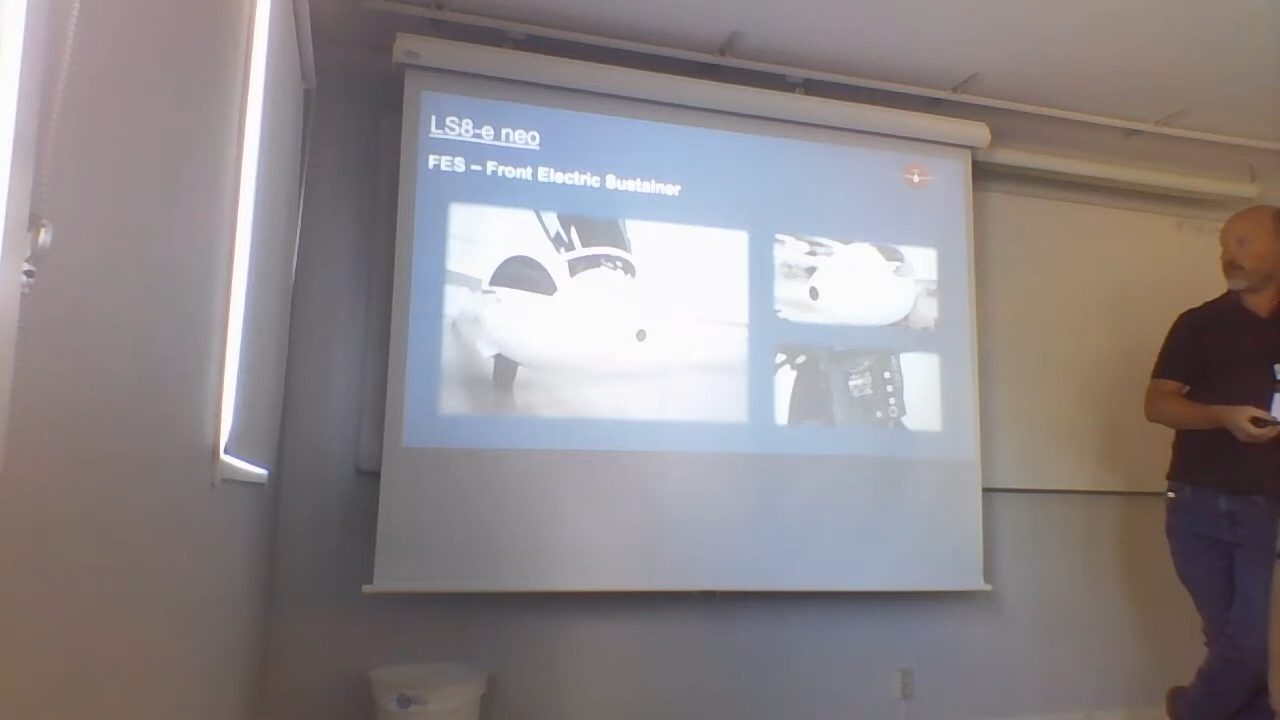 LS8-e neo
FES – Front Electric Sustainer